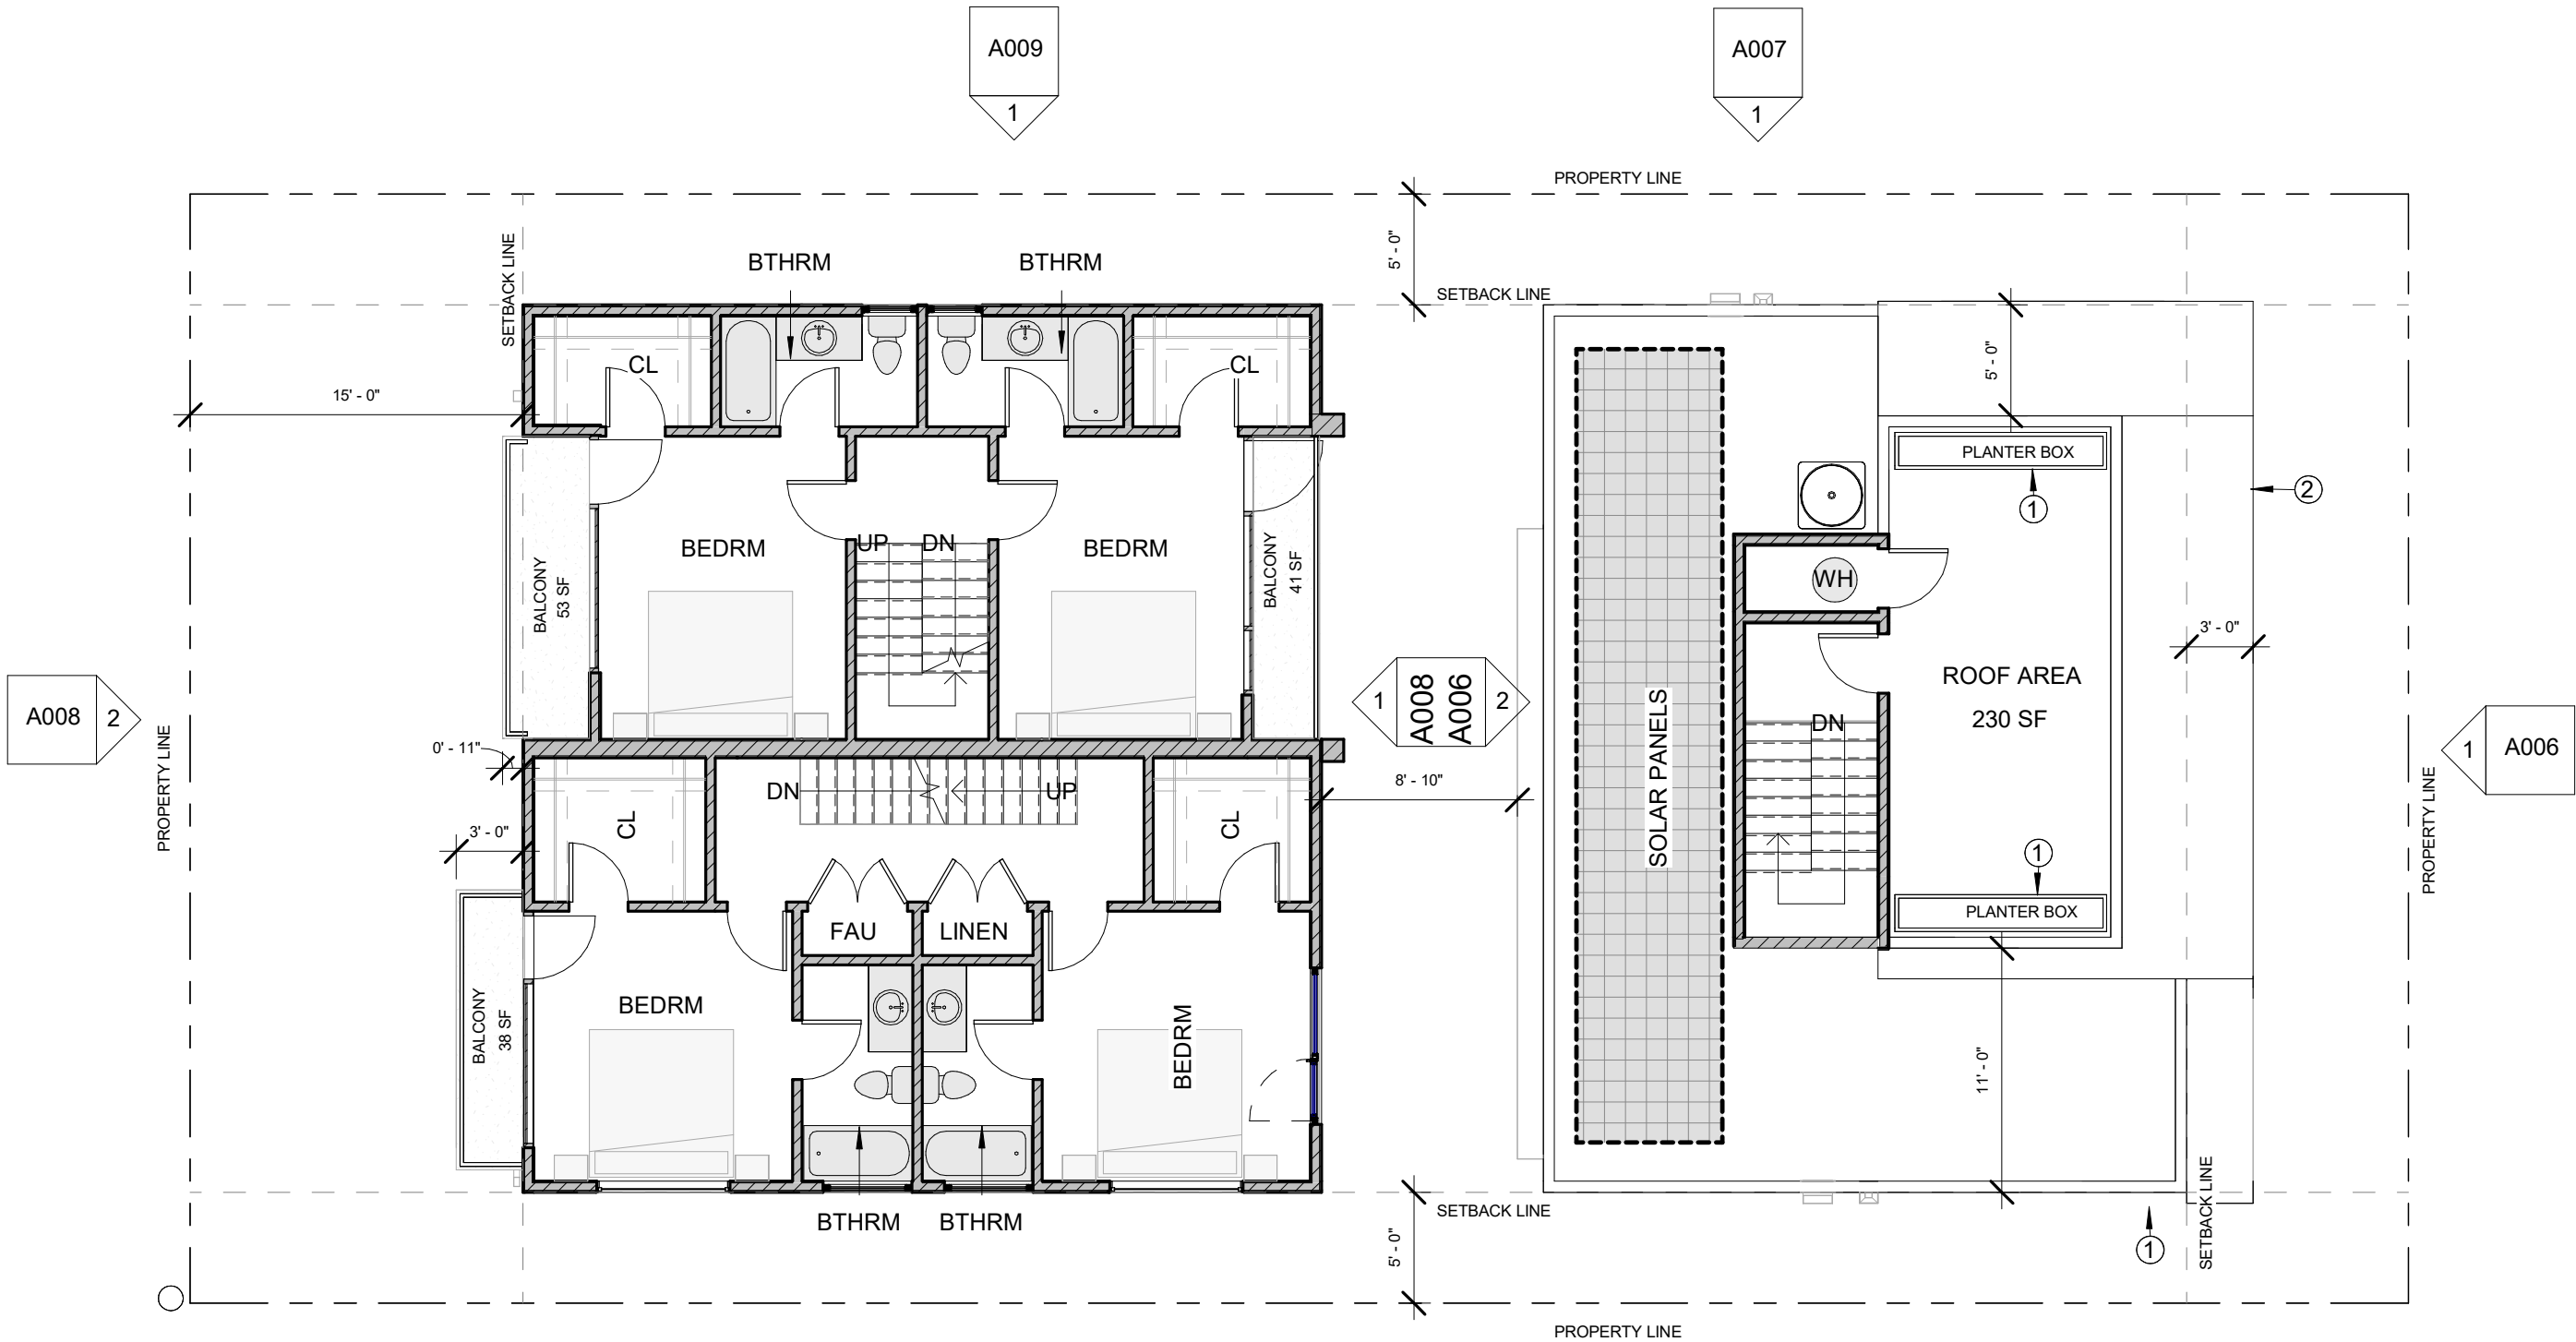 A009
1
A007
1
PROPERTY LINE
5' - 0"
SETBACK LINE
BTHRM
BTHRM
SETBACK LINE
15' - 0"
CL
CL
5' - 0"
PLANTER BOX
1
2
BEDRM
UP
DN
BEDRM
BALCONY
53 SF
BALCONY
41 SF
WH
3' - 0"
ROOF AREA
230 SF
DN
SOLAR PANELS
1
A008
A006
2
A008
2
PROPERTY LINE
1
A006
PROPERTY LINE
0' - 11"
8' - 10"
DN
UP
3' - 0"
CL
CL
1
PLANTER BOX
FAU
LINEN
BEDRM
BALCONY
38 SF
BEDRM
11' - 0"
BTHRM
BTHRM
SETBACK LINE
5' - 0"
SETBACK LINE
1
PROPERTY LINE